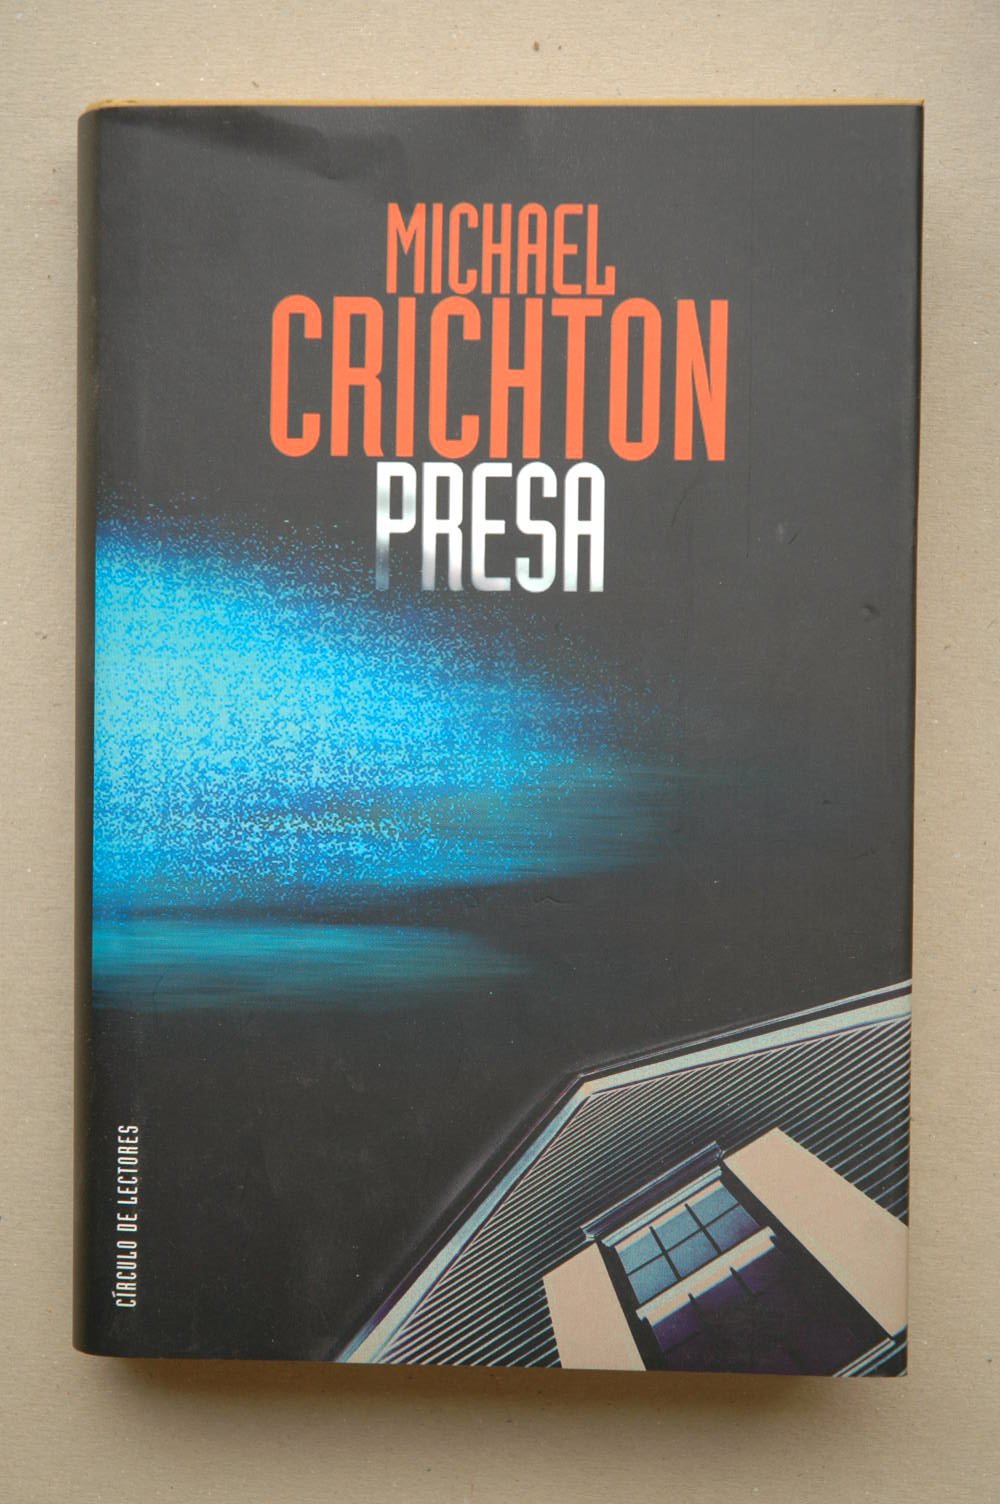 MICHAEL
CRICHTON
PRESA
CÍRCULO DE LECTORES